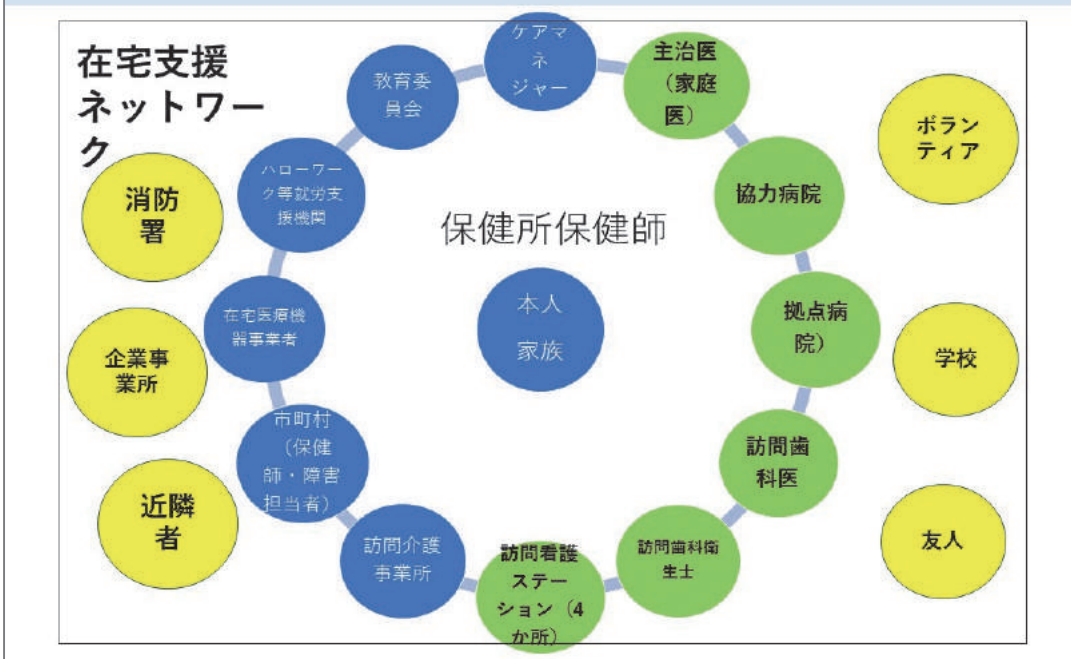 在宅支援
ネットワー
ク
ケアマ
ネ
ジャー
主治医
（家庭
医）
協力病院
拠点病
院）
訪問歯
科医
訪問歯科衛
生士
訪問看護
ステー
ション（4
か所）
訪問介護
事業所
市町村
（保健
師・障害
担当者）
在宅医療機
器事業者
ハローワー
ク等就労支
援機関
教育委
員会
保健所保健師
本人
家族
消防
署
企業事
業所
近隣
者
ボラン
ティア
学校
友人